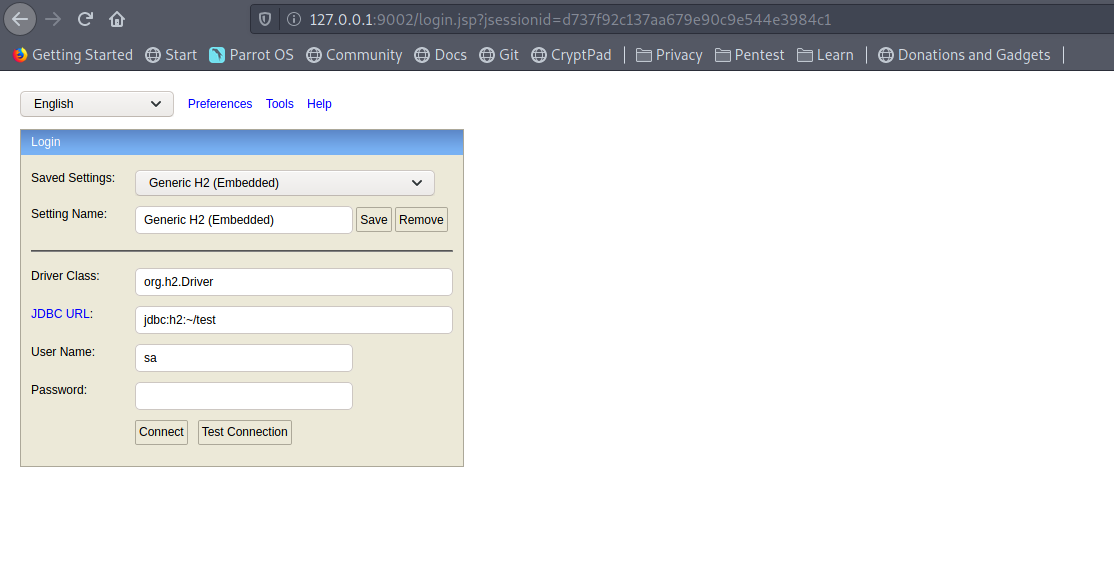 127.0.0.1:9002/login.jsp?jsessionid=d737f92c137aa679e90c9e544e3984c1
Getting Started Start Parrot OS Community Docs Git CryptPad Privacy Pentest Learn Donations and Gadgets
English Preferences Tools Help
Login
Saved Settings: Generic H2 (Embedded)
Setting Name: Generic H2 (Embedded) Save Remove
Driver Class: org.h2.Driver
JDBC URL: jdbc:h2:~/test
User Name: sa
Password:
Connect Test Connection